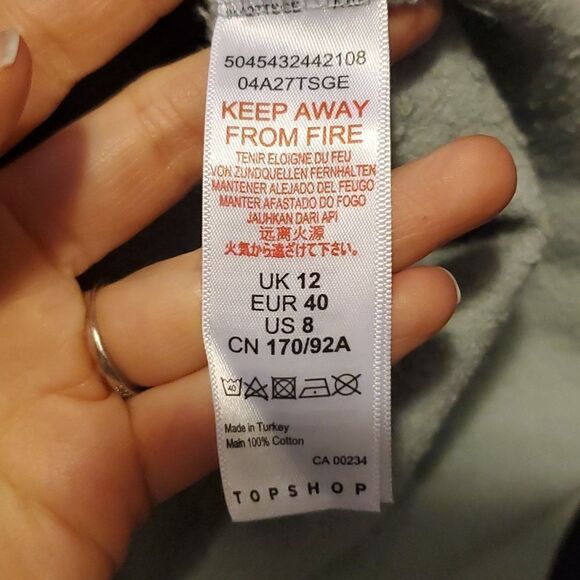 5045432442108
04A27TSGE
KEEP AWAY
FROM FIRE
TENIR ELOIGNE DU FEU
VON ZUNDQUELLEN FERNHALTEN
MANTENER ALEJADO DEL FEUGO
MANTER AFASTADO DO FOGO
JAUHKAN DARI API
远离火源
火気から遠ざけて下さい。
UK 12
EUR 40
US 8
CN 170/92A
40
Made in Turkey
Main 100% Cotton
CA 00234
TOPSHOP